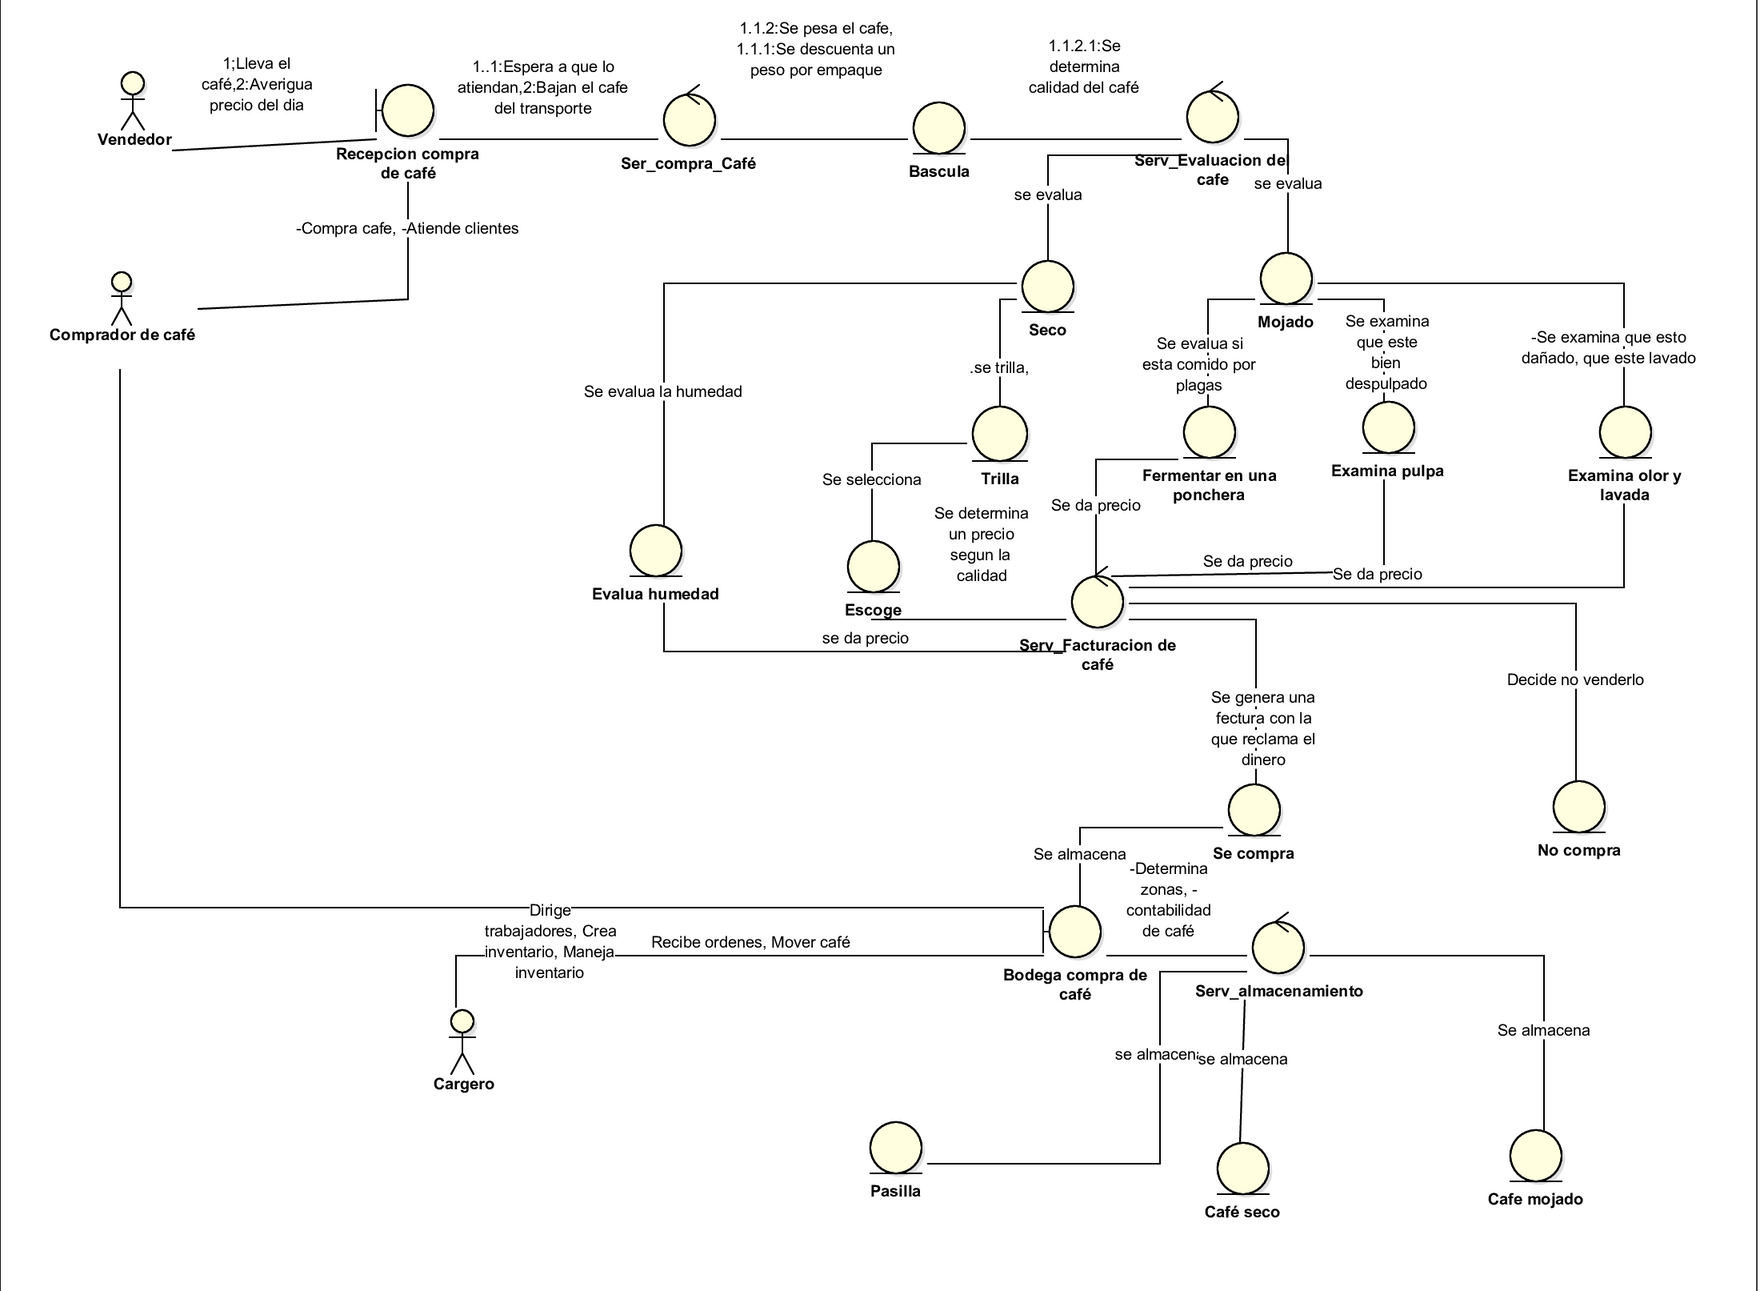 1;Lleva el
café,2:Averigua
precio del dia
1..1:Espera a que lo
atiendan,2:Bajan el cafe
del transporte
1.1.2:Se pesa el cafe,
1.1.1:Se descuenta un
peso por empaque
1.1.2.1:Se
determina
calidad del café
Vendedor
Recepcion compra
de café
Ser_compra_Café
Bascula
Serv_Evaluacion del
cafe
se evalua
se evalua
-Compra cafe, -Atiende clientes
Comprador de café
Seco
Mojado
Se evalua la humedad
.se trilla,
Se evalua si
esta comido por
plagas
Se examina
que este
bien
despulpado
-Se examina que esto
dañado, que este lavado
Trilla
Fermentar en una
ponchera
Examina pulpa
Examina olor y
lavada
Se selecciona
Se determina
un precio
segun la
calidad
Se da precio
Se da precio
Se da precio
Evalua humedad
Escoge
se da precio
Serv_Facturacion de
café
Se genera una
fectura con la
que reclama el
dinero
Decide no venderlo
Se compra
No compra
Se almacena
-Determina
zonas, -
contabilidad
de café
Dirige
trabajadores, Crea
inventario, Maneja
inventario
Recibe ordenes, Mover café
Bodega compra de
café
Serv_almacenamiento
Cargero
se almacena
se almacena
Se almacena
Pasilla
Café seco
Cafe mojado